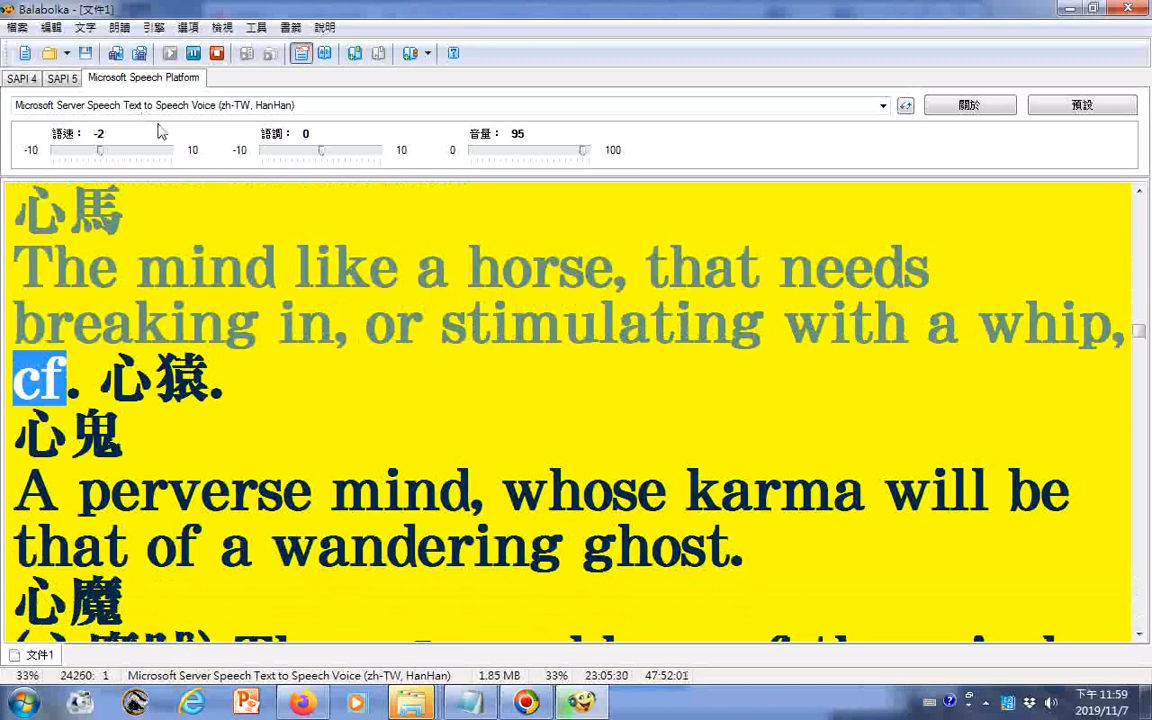 Balabolka - [文件1]
檔案 編輯 文字 朗讀 引擎 選項 檢視 工具 書籤 說明
SAPI 4 SAPI 5 Microsoft Speech Platform
Microsoft Server Speech Text to Speech Voice (zh-TW, HanHan) 關於 預設
語速： -2 語調： 0 音量： 95
-10 10 -10 10 0 100
心馬
The mind like a horse, that needs
breaking in, or stimulating with a whip,
cf. 心猿.
心鬼
A perverse mind, whose karma will be
that of a wandering ghost.
心魔
文件1
33% 24260: 1 Microsoft Server Speech Text to Speech Voice (zh-TW, HanHan) 1.85 MB 33% 23:05:30 47:52:01
下午 11:59
2019/11/7